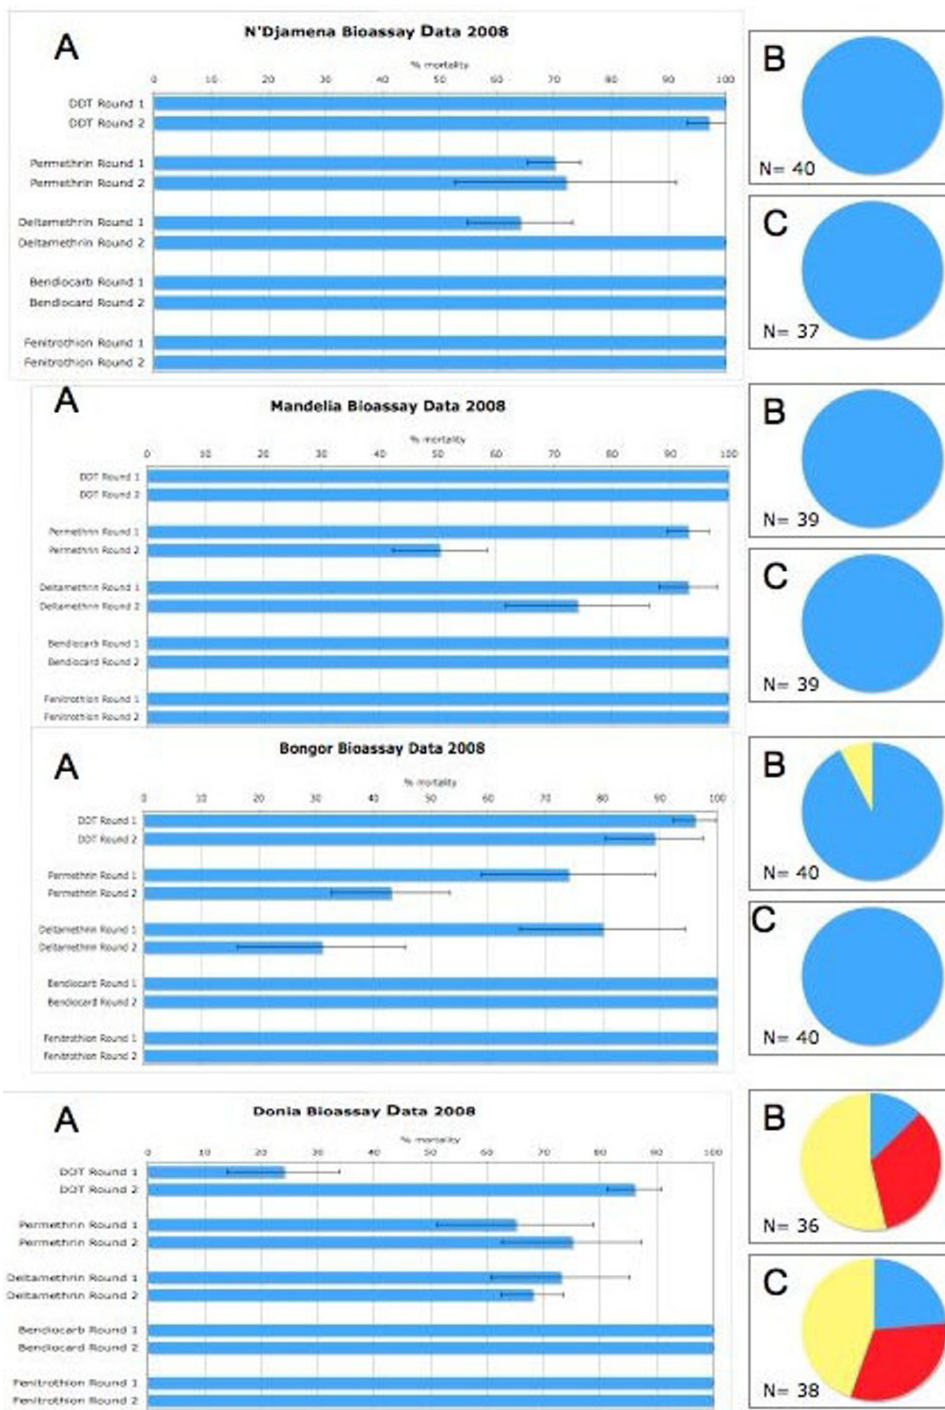 A
N'Djamena Bioassay Data 2008
% mortality
0 10 20 30 40 50 60 70 80 90 100
DDT Round 1
DDT Round 2
Permethrin Round 1
Permethrin Round 2
Deltamethrin Round 1
Deltamethrin Round 2
Bendiocarb Round 1
Bendiocard Round 2
Fenitrothion Round 1
Fenitrothion Round 2
B
N= 40
C
N= 37
A
Mandelia Bioassay Data 2008
% mortality
0 10 20 30 40 50 60 70 80 90 100
DDT Round 1
DDT Round 2
Permethrin Round 1
Permethrin Round 2
Deltamethrin Round 1
Deltamethrin Round 2
Bendiocarb Round 1
Bendiocard Round 2
Fenitrothion Round 1
Fenitrothion Round 2
B
N= 39
C
N= 39
A
Bongor Bioassay Data 2008
% mortality
0 10 20 30 40 50 60 70 80 90 100
DDT Round 1
DDT Round 2
Permethrin Round 1
Permethrin Round 2
Deltamethrin Round 1
Deltamethrin Round 2
Bendiocarb Round 1
Bendiocard Round 2
Fenitrothion Round 1
Fenitrothion Round 2
B
N= 40
C
N= 40
A
Donia Bioassay Data 2008
% mortality
0 10 20 30 40 50 60 70 80 90 100
DDT Round 1
DDT Round 2
Permethrin Round 1
Permethrin Round 2
Deltamethrin Round 1
Deltamethrin Round 2
Bendiocarb Round 1
Bendiocard Round 2
Fenitrothion Round 1
Fenitrothion Round 2
B
N= 36
C
N= 38